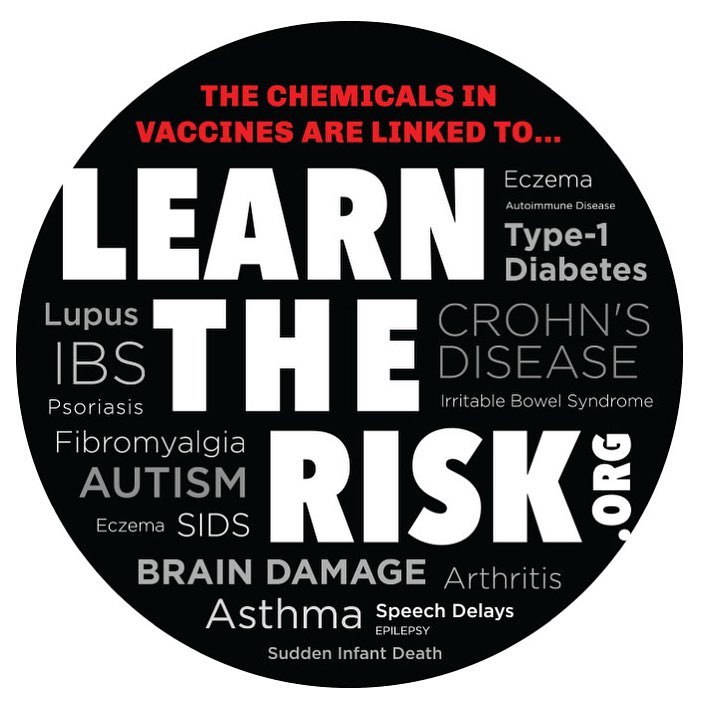 THE CHEMICALS IN
VACCINES ARE LINKED TO...
LEARN
Eczema
Autoimmune Disease
Type-1
Diabetes
Lupus
IBS
Psoriasis
THE
CROHN'S
DISEASE
Irritable Bowel Syndrome
Fibromyalgia
AUTISM
Eczema SIDS
RISK
.ORG
BRAIN DAMAGE Arthritis
Asthma Speech Delays
EPILEPSY
Sudden Infant Death